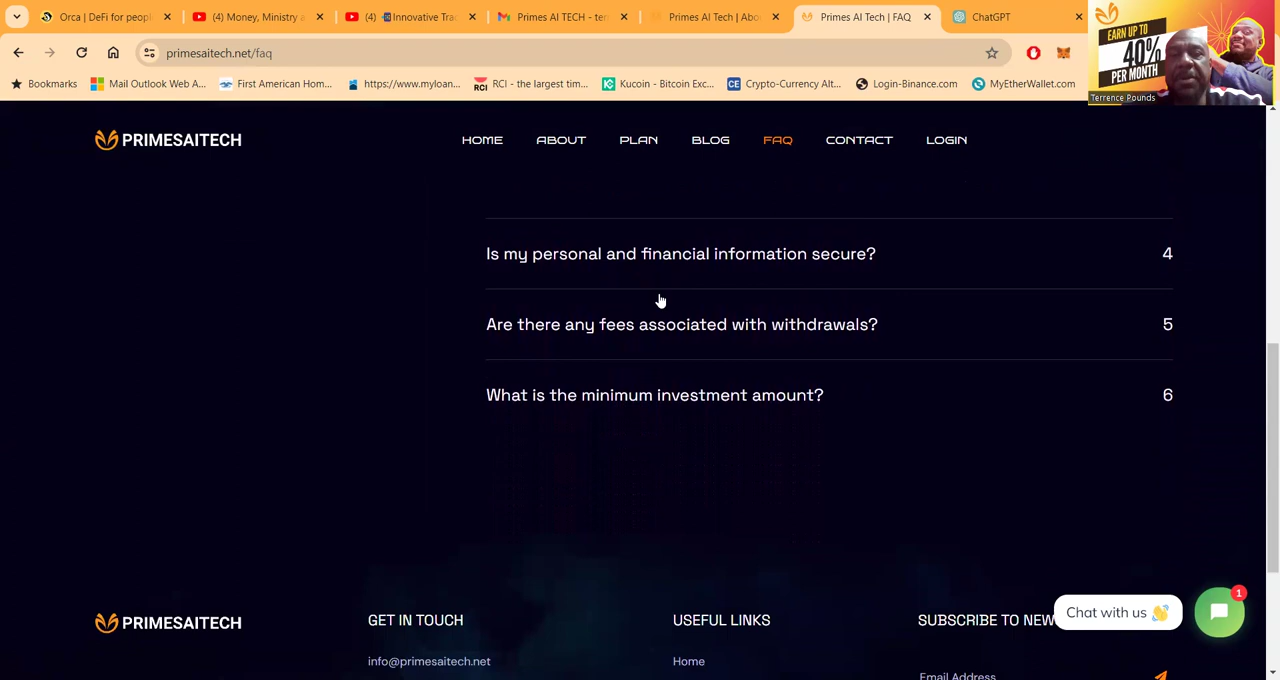 Orca | DeFi for peopl
(4) Money, Ministry e
(4) Innovative Trac
Primes AI TECH - ter
Primes AI Tech | Abo
Primes AI Tech | FAQ
ChatGPT
primesaitech.net/faq
Bookmarks
Mail Outlook Web A...
First American Hom...
https://www.myloan...
RCI - the largest tim...
Kucoin - Bitcoin Exc...
Crypto-Currency Alt...
Login-Binance.com
MyEtherWallet.com
EARN UP TO
40%
PER MONTH
Terrence Pounds
PRIMESAITECH
HOME
ABOUT
PLAN
BLOG
FAQ
CONTACT
LOGIN
Is my personal and financial information secure? 4
Are there any fees associated with withdrawals? 5
What is the minimum investment amount? 6
Chat with us
1
PRIMESAITECH
GET IN TOUCH
USEFUL LINKS
SUBSCRIBE TO NEW
info@primesaitech.net
Home
Email Address